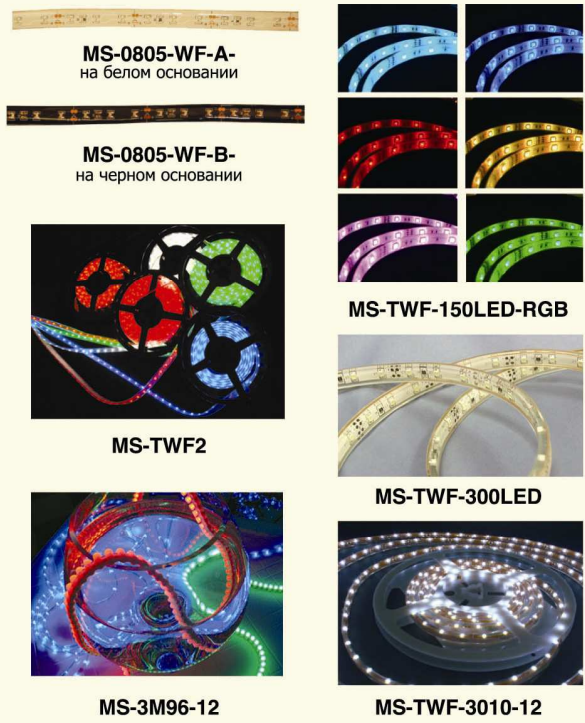 MS-0805-WF-A-
на белом основании
MS-0805-WF-B-
на черном основании
MS-TWF2
MS-3M96-12
MS-TWF-150LED-RGB
MS-TWF-300LED
MS-TWF-3010-12